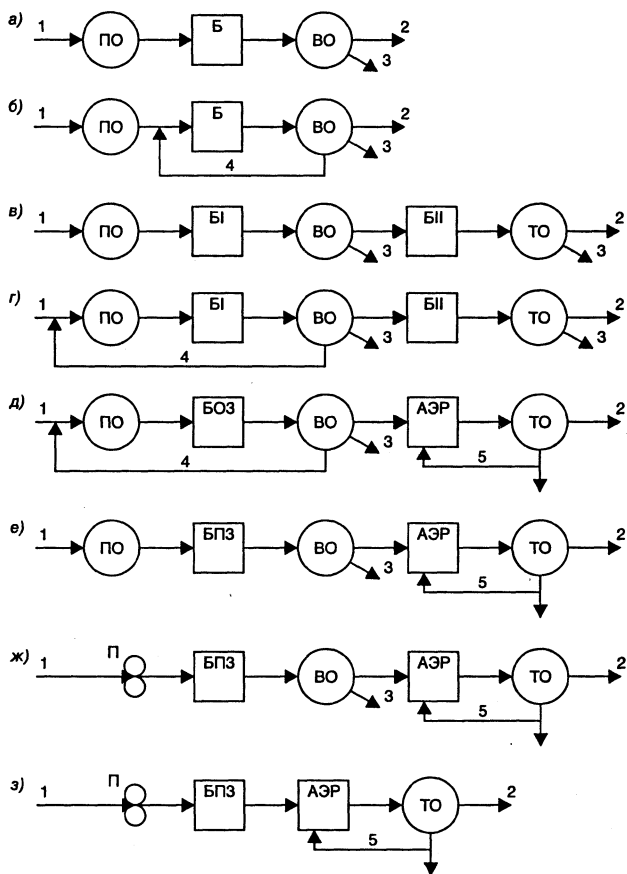 а) 1 ПО Б ВО 2 3
б) 1 ПО Б ВО 2 3 4
в) 1 ПО БI ВО 3 БII ТО 2 3
г) 1 ПО БI ВО 3 БII ТО 2 3 4
д) 1 ПО БОЗ ВО 3 АЭР ТО 2 4 5
е) 1 ПО БПЗ ВО 3 АЭР ТО 2 5
ж) 1 П БПЗ ВО 3 АЭР ТО 2 5
з) 1 П БПЗ АЭР ТО 2 5